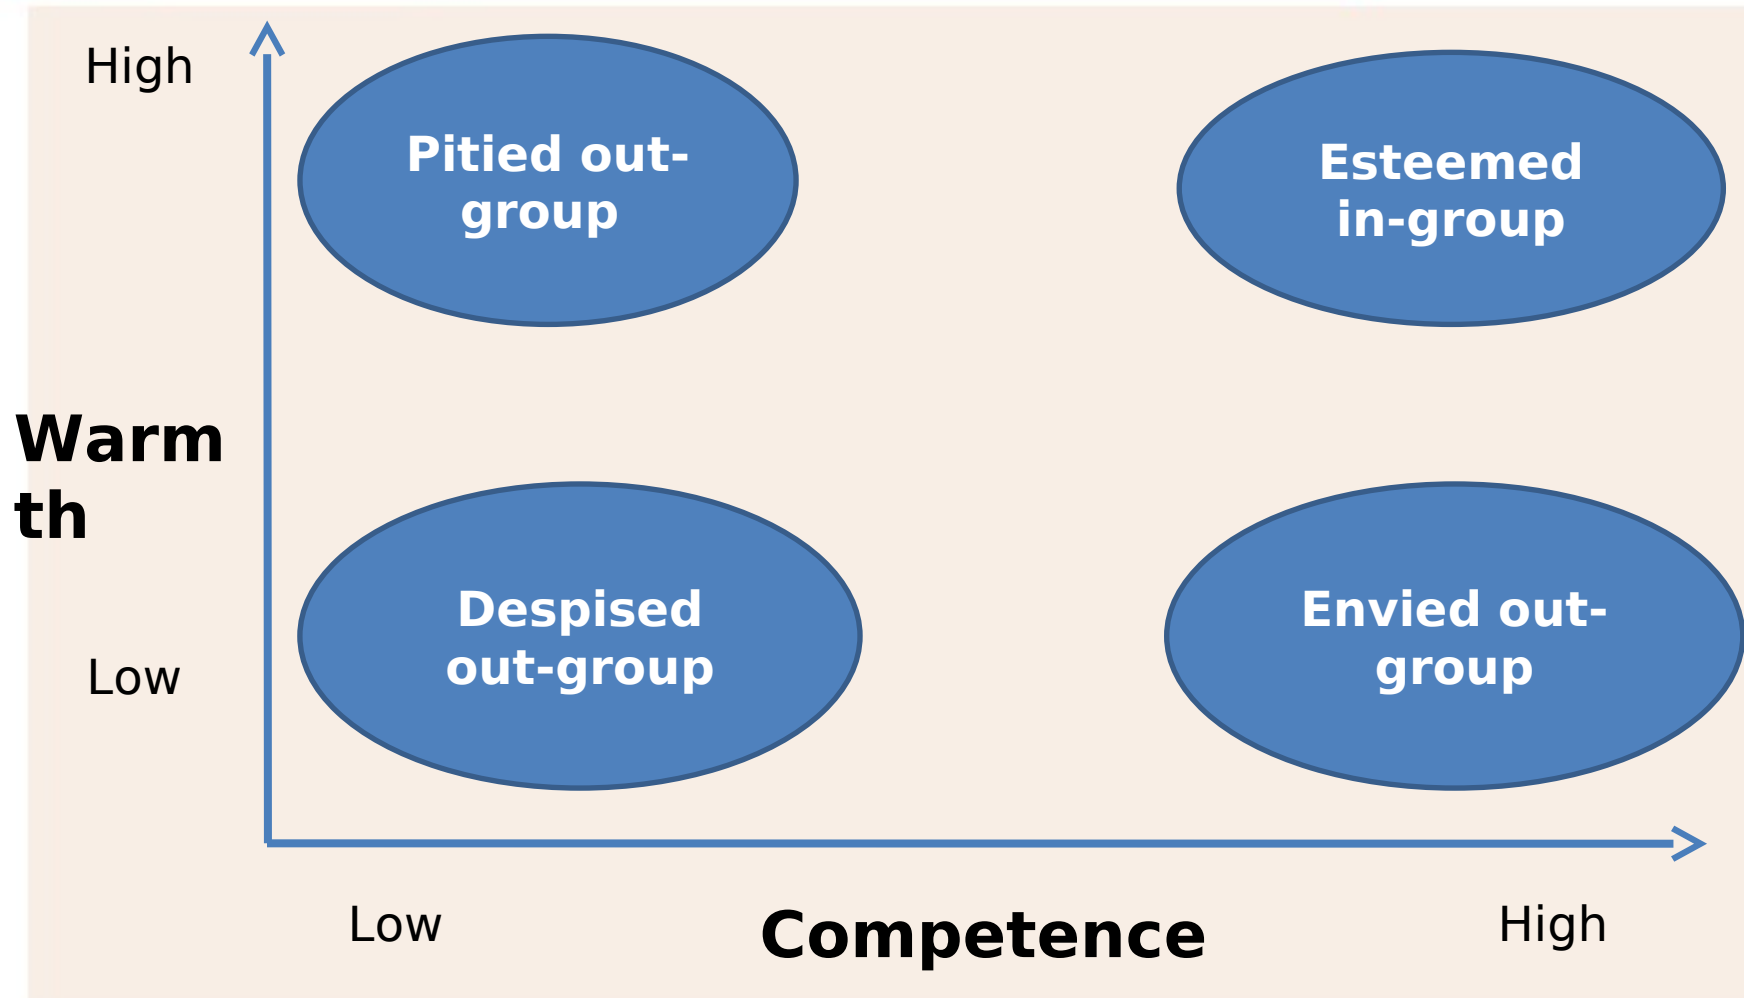 High
Pitied out-
group
Esteemed
in-group
Warm
th
Despised
out-group
Envied out-
group
Low
Low
Competence
High